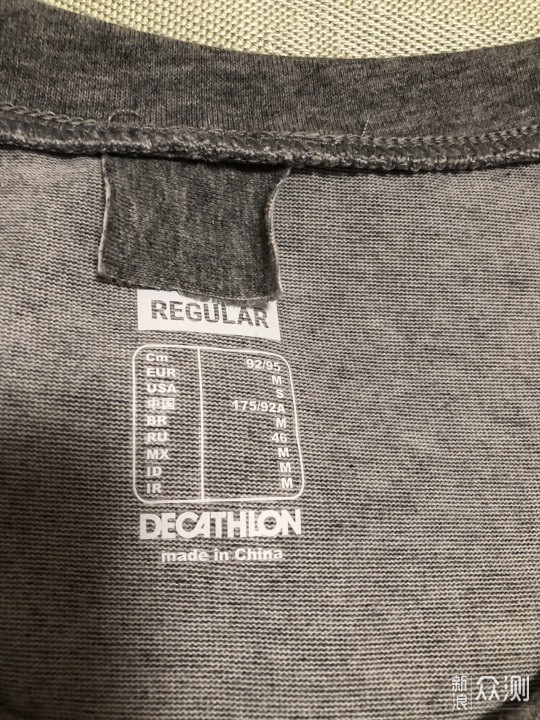 REGULAR
Cm 92/95
EUR M
USA S
中国 175/92A
BR M
RU 46
MX M
ID M
IR M
DECATHLON
made in China
新浪 众测